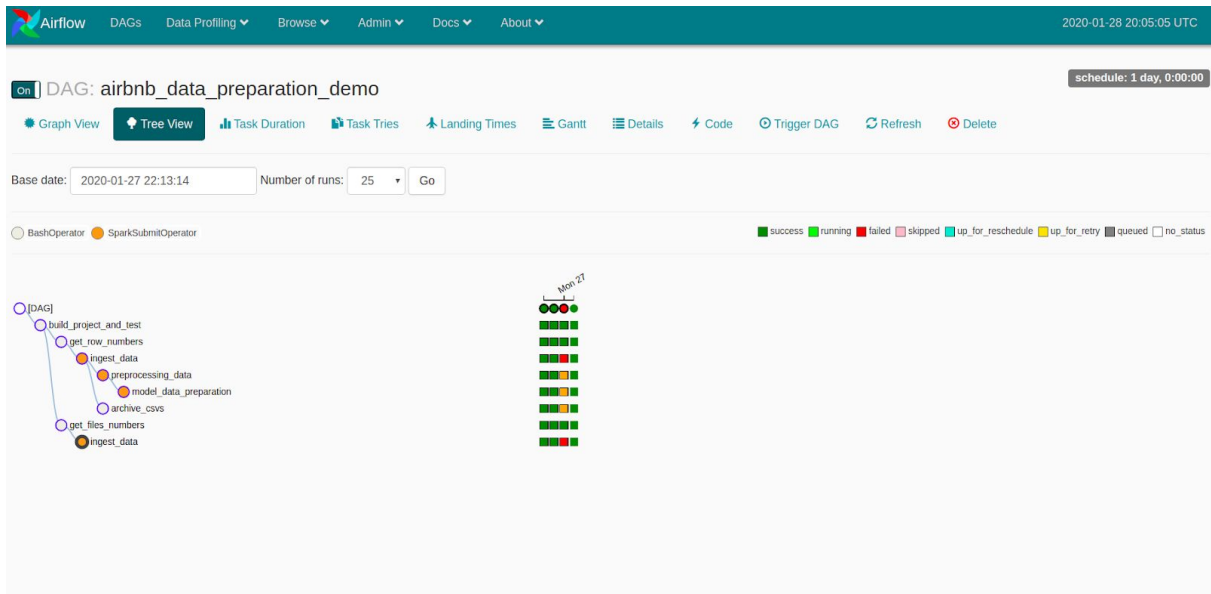 Airflow DAGs Data Profiling Browse Admin Docs About 2020-01-28 20:05:05 UTC
On DAG: airbnb_data_preparation_demo schedule: 1 day, 0:00:00
Graph View Tree View Task Duration Task Tries Landing Times Gantt Details Code Trigger DAG Refresh Delete
Base date: 2020-01-27 22:13:14 Number of runs: 25 Go
BashOperator SparkSubmitOperator success running failed skipped up_for_reschedule up_for_retry queued no_status
Mon 27
[DAG]
build_project_and_test
get_row_numbers
ingest_data
preprocessing_data
model_data_preparation
archive_csvs
get_files_numbers
ingest_data